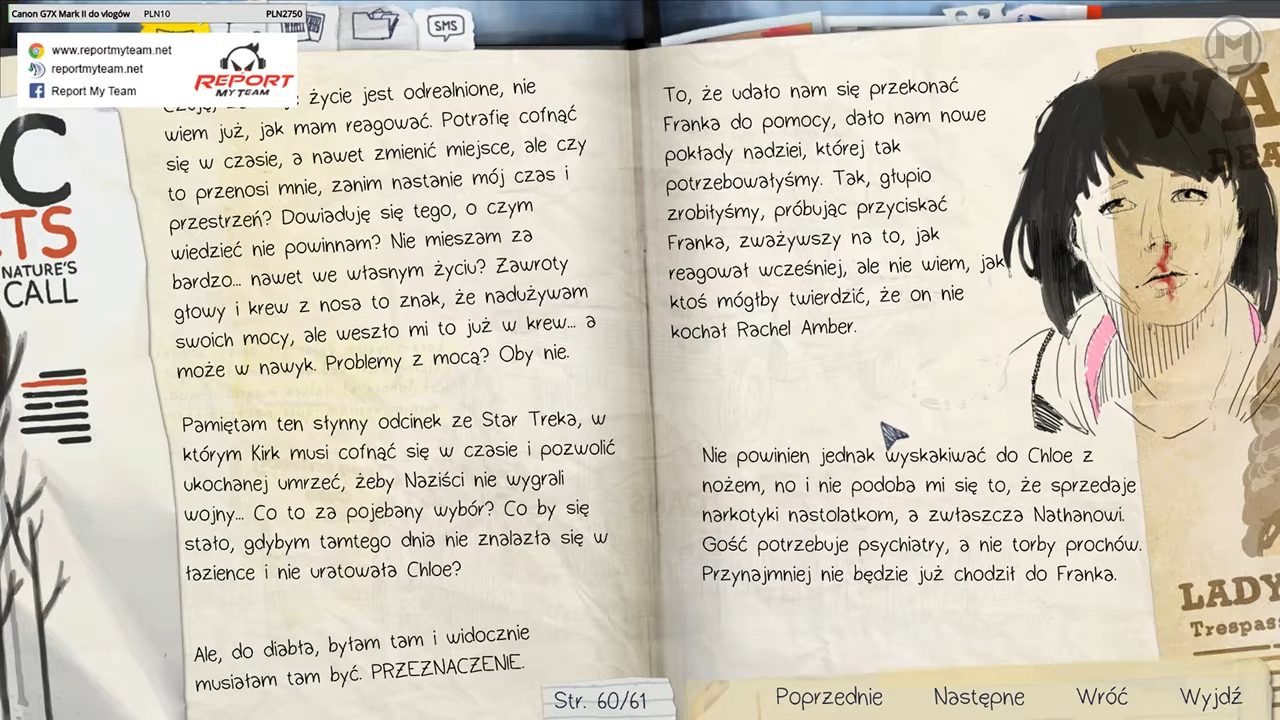 Canon G7X Mark II do vlogów PLN10 PLN2750
SMS
www.reportmyteam.net
reportmyteam.net
Report My Team
REPORT
MY TEAM
C
TS
NATURE'S
CALL
życie jest odrealnione, nie
wiem już, jak mam reagować. Potrafię cofnąć
się w czasie, a nawet zmienić miejsce, ale czy
to przenosi mnie, zanim nastanie mój czas i
przestrzeń? Dowiaduję się tego, o czym
wiedzieć nie powinnam? Nie mieszam za
bardzo... nawet we własnym życiu? Zawroty
głowy i krew z nosa to znak, że nadużywam
swoich mocy, ale weszło mi to już w krew... a
może w nawyk. Problemy z mocą? Oby nie.
Pamiętam ten słynny odcinek ze Star Treka, w
którym Kirk musi cofnąć się w czasie i pozwolić
ukochanej umrzeć, żeby Naziści nie wygrali
wojny... Co to za pojebany wybór? Co by się
stało, gdybym tamtego dnia nie znalazła się w
łazience i nie uratowała Chloe?
Ale, do diabła, byłam tam i widocznie
musiałam tam być. PRZEZNACZENIE.
To, że udało nam się przekonać
Franka do pomocy, dało nam nowe
pokłady nadziei, której tak
potrzebowałyśmy. Tak, głupio
zrobiłyśmy, próbując przyciskać
Franka, zważywszy na to, jak
reagował wcześniej, ale nie wiem, jak
ktoś mógłby twierdzić, że on nie
kochał Rachel Amber.
Nie powinien jednak wyskakiwać do Chloe z
nożem, no i nie podoba mi się to, że sprzedaje
narkotyki nastolatkom, a zwłaszcza Nathanowi.
Gość potrzebuje psychiatry, a nie torby prochów.
Przynajmniej nie będzie już chodził do Franka.
M
WA
DEA
LADY
Trespass
Str. 60/61
Poprzednie Następne Wróć Wyjdź